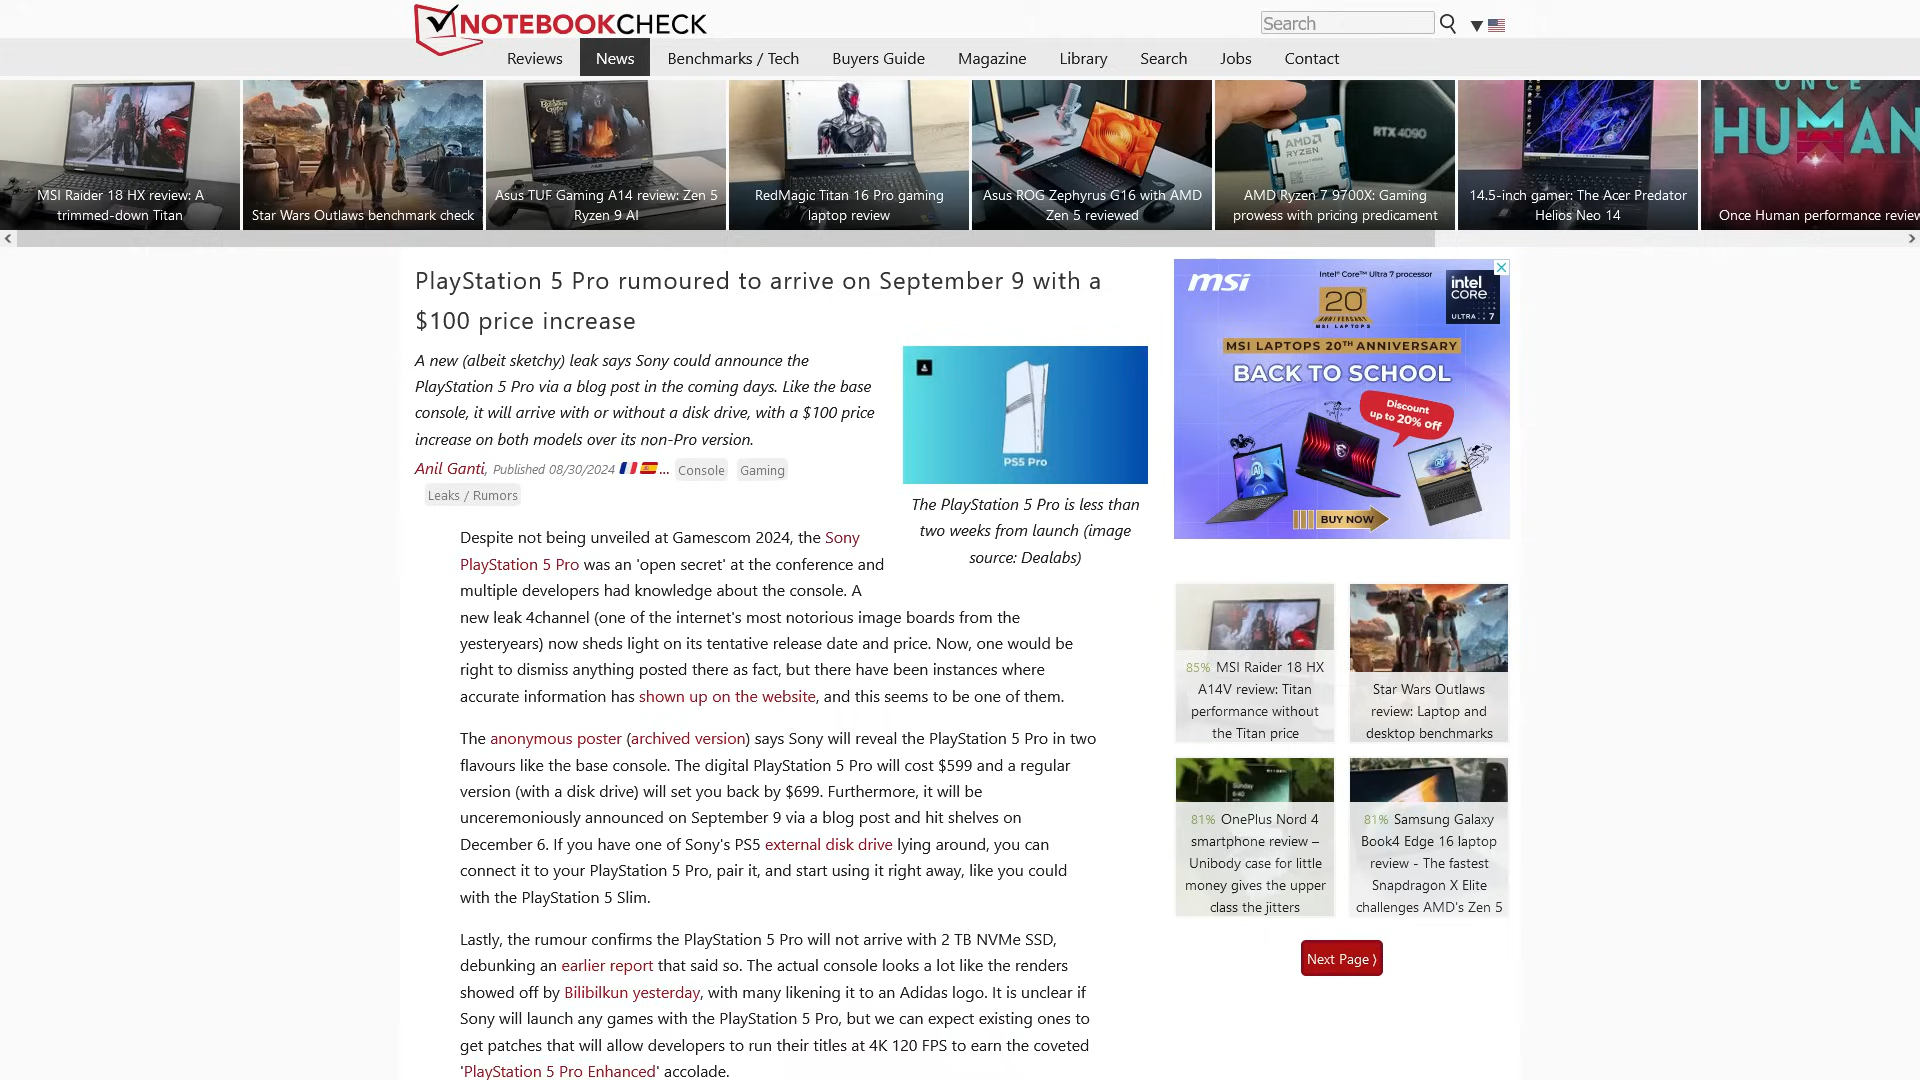 NOTEBOOKCHECK
Search
Reviews
News
Benchmarks / Tech
Buyers Guide
Magazine
Library
Search
Jobs
Contact
MSI Raider 18 HX review: A
trimmed-down Titan
Star Wars Outlaws benchmark check
Asus TUF Gaming A14 review: Zen 5
Ryzen 9 AI
RedMagic Titan 16 Pro gaming
laptop review
Asus ROG Zephyrus G16 with AMD
Zen 5 reviewed
AMD
RYZEN
RTX 4090
AMD Ryzen 7 9700X: Gaming
prowess with pricing predicament
14.5-inch gamer: The Acer Predator
Helios Neo 14
ONCE
HUMAN
Once Human performance review
PlayStation 5 Pro rumoured to arrive on September 9 with a
$100 price increase
A new (albeit sketchy) leak says Sony could announce the
PlayStation 5 Pro via a blog post in the coming days. Like the base
console, it will arrive with or without a disk drive, with a $100 price
increase on both models over its non-Pro version.
Anil Ganti, Published 08/30/2024 ... Console Gaming
Leaks / Rumors
PS5 Pro
The PlayStation 5 Pro is less than
two weeks from launch (image
source: Dealabs)
Despite not being unveiled at Gamescom 2024, the Sony
PlayStation 5 Pro was an 'open secret' at the conference and
multiple developers had knowledge about the console. A
new leak 4channel (one of the internet's most notorious image boards from the
yesteryears) now sheds light on its tentative release date and price. Now, one would be
right to dismiss anything posted there as fact, but there have been instances where
accurate information has shown up on the website, and this seems to be one of them.
The anonymous poster (archived version) says Sony will reveal the PlayStation 5 Pro in two
flavours like the base console. The digital PlayStation 5 Pro will cost $599 and a regular
version (with a disk drive) will set you back by $699. Furthermore, it will be
unceremoniously announced on September 9 via a blog post and hit shelves on
December 6. If you have one of Sony's PS5 external disk drive lying around, you can
connect it to your PlayStation 5 Pro, pair it, and start using it right away, like you could
with the PlayStation 5 Slim.
Lastly, the rumour confirms the PlayStation 5 Pro will not arrive with 2 TB NVMe SSD,
debunking an earlier report that said so. The actual console looks a lot like the renders
showed off by Bilibilkun yesterday, with many likening it to an Adidas logo. It is unclear if
Sony will launch any games with the PlayStation 5 Pro, but we can expect existing ones to
get patches that will allow developers to run their titles at 4K 120 FPS to earn the coveted
'PlayStation 5 Pro Enhanced' accolade.
msi
Intel® Core™ Ultra 7 processor
intel
CORE
ULTRA 7
20th
ANNIVERSARY
MSI LAPTOPS
MSI LAPTOPS 20TH ANNIVERSARY
BACK TO SCHOOL
Discount
up to 20% off
BUY NOW
85% MSI Raider 18 HX
A14V review: Titan
performance without
the Titan price
Star Wars Outlaws
review: Laptop and
desktop benchmarks
81% OnePlus Nord 4
smartphone review –
Unibody case for little
money gives the upper
class the jitters
81% Samsung Galaxy
Book4 Edge 16 laptop
review - The fastest
Snapdragon X Elite
challenges AMD's Zen 5
Next Page ⟩